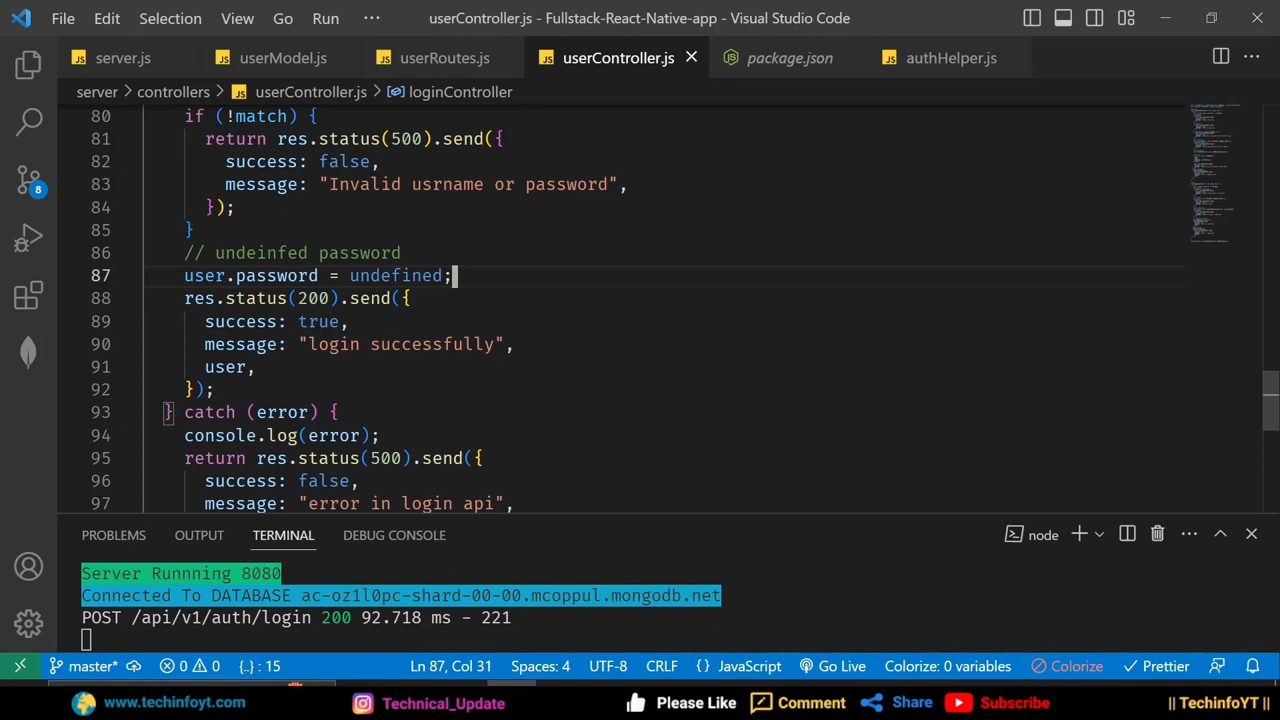 File Edit Selection View Go Run ··· userController.js - Fullstack-React-Native-app - Visual Studio Code
JS server.js JS userModel.js JS userRoutes.js JS userController.js package.json JS authHelper.js ···
server > controllers > JS userController.js > loginController
80 if (!match) {
81 return res.status(500).send({
82 success: false,
83 message: "Invalid usrname or password",
84 });
85 }
86 // undeinfed password
87 user.password = undefined;
88 res.status(200).send({
89 success: true,
90 message: "login successfully",
91 user,
92 });
93 } catch (error) {
94 console.log(error);
95 return res.status(500).send({
96 success: false,
97 message: "error in login api",
8
PROBLEMS OUTPUT TERMINAL DEBUG CONSOLE node ···
Server Runnning 8080
Connected To DATABASE ac-oz1l0pc-shard-00-00.mcoppul.mongodb.net
POST /api/v1/auth/login 200 92.718 ms - 221
master* 0 0 {..} : 15 Ln 87, Col 31 Spaces: 4 UTF-8 CRLF {} JavaScript Go Live Colorize: 0 variables Colorize Prettier
www.techinfoyt.com Technical_Update Please Like Comment Share Subscribe || TechinfoYT ||